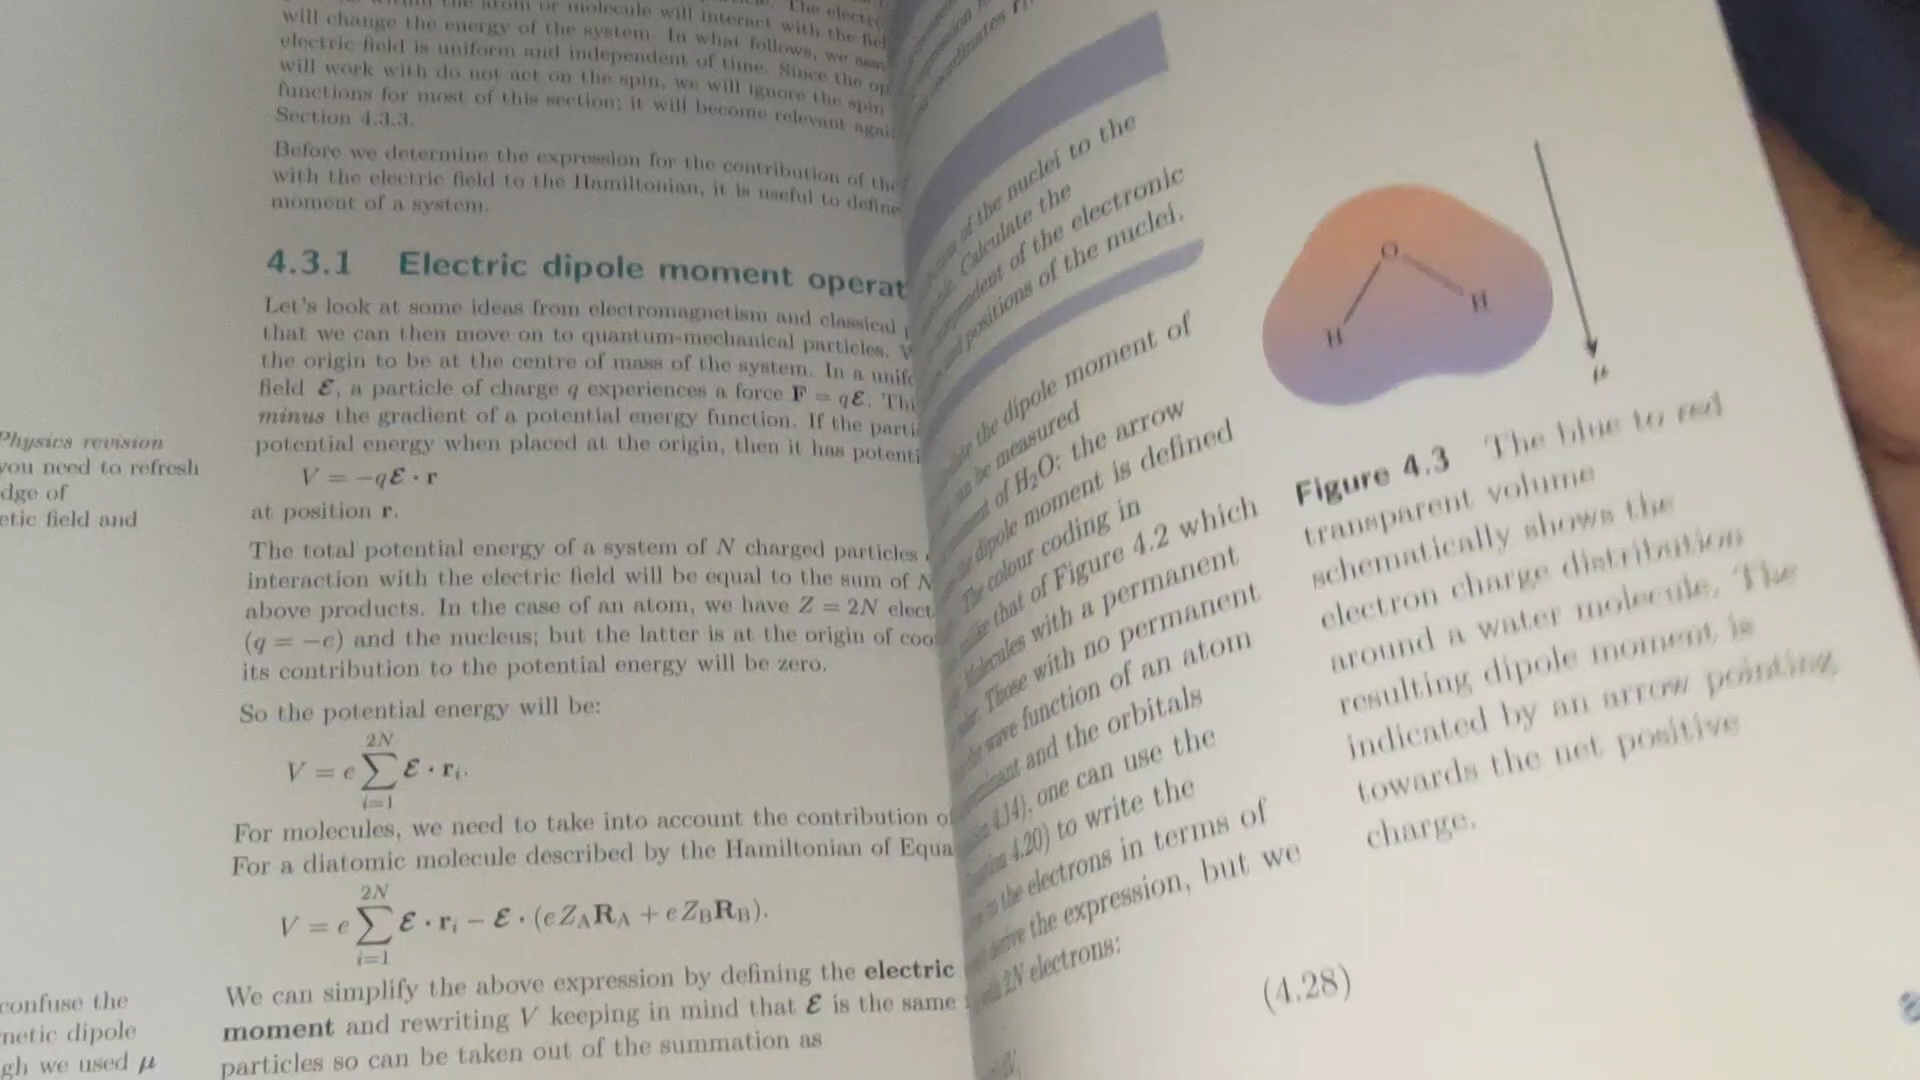 the atom or molecule will interact with the
will change the energy of the system. In what follows, we
electric field is uniform and independent of time. Since the
will work with do not act on the spin, we will ignore the spin
functions for most of this section; it will become relevant
Section 4.3.3.
Before we determine the expression for the contribution of the
with the electric field to the Hamiltonian, it is useful to define
moment of a system.
4.3.1 Electric dipole moment operat
Let's look at some ideas from electromagnetism and classical
that we can then move on to quantum-mechanical particles.
the origin to be at the centre of mass of the system. In a
field ℰ, a particle of charge q experiences a force F = qℰ.
minus the gradient of a potential energy function. If the
potential energy when placed at the origin, then it has
V = −qℰ · r
at position r.
The total potential energy of a system of N charged particles
interaction with the electric field will be equal to the sum of N
above products. In the case of an atom, we have Z = 2N elect
(q = −e) and the nucleus; but the latter is at the origin of coo
its contribution to the potential energy will be zero.
So the potential energy will be:
V = e ∑_{i=1}^{2N} ℰ · r_i.
For molecules, we need to take into account the contribution
For a diatomic molecule described by the Hamiltonian of Equa
V = e ∑_{i=1}^{2N} ℰ · r_i − ℰ · (eZ_A R_A + eZ_B R_B).
We can simplify the above expression by defining the electric
moment and rewriting V keeping in mind that ℰ is the same
particles so can be taken out of the summation as
Physics revision
you need to refresh
dge of
etic field and
confuse the
netic dipole
gh we used μ
of the nuclei to the
Calculate the
of the electronic
positions of the nuclei.
the dipole moment of
can be measured
of H₂O; the arrow
dipole moment is defined
The colour coding in
that of Figure 4.2 which
Molecules with a permanent
Those with no permanent
wave function of an atom
and the orbitals
4.14), one can use the
4.20) to write the
the electrons in terms of
the expression, but we
2N electrons:
(4.28)
O
H
H
μ
Figure 4.3 The blue to red
transparent volume
schematically shows the
electron charge distribution
around a water molecule. The
resulting dipole moment is
indicated by an arrow pointing
towards the net positive
charge.